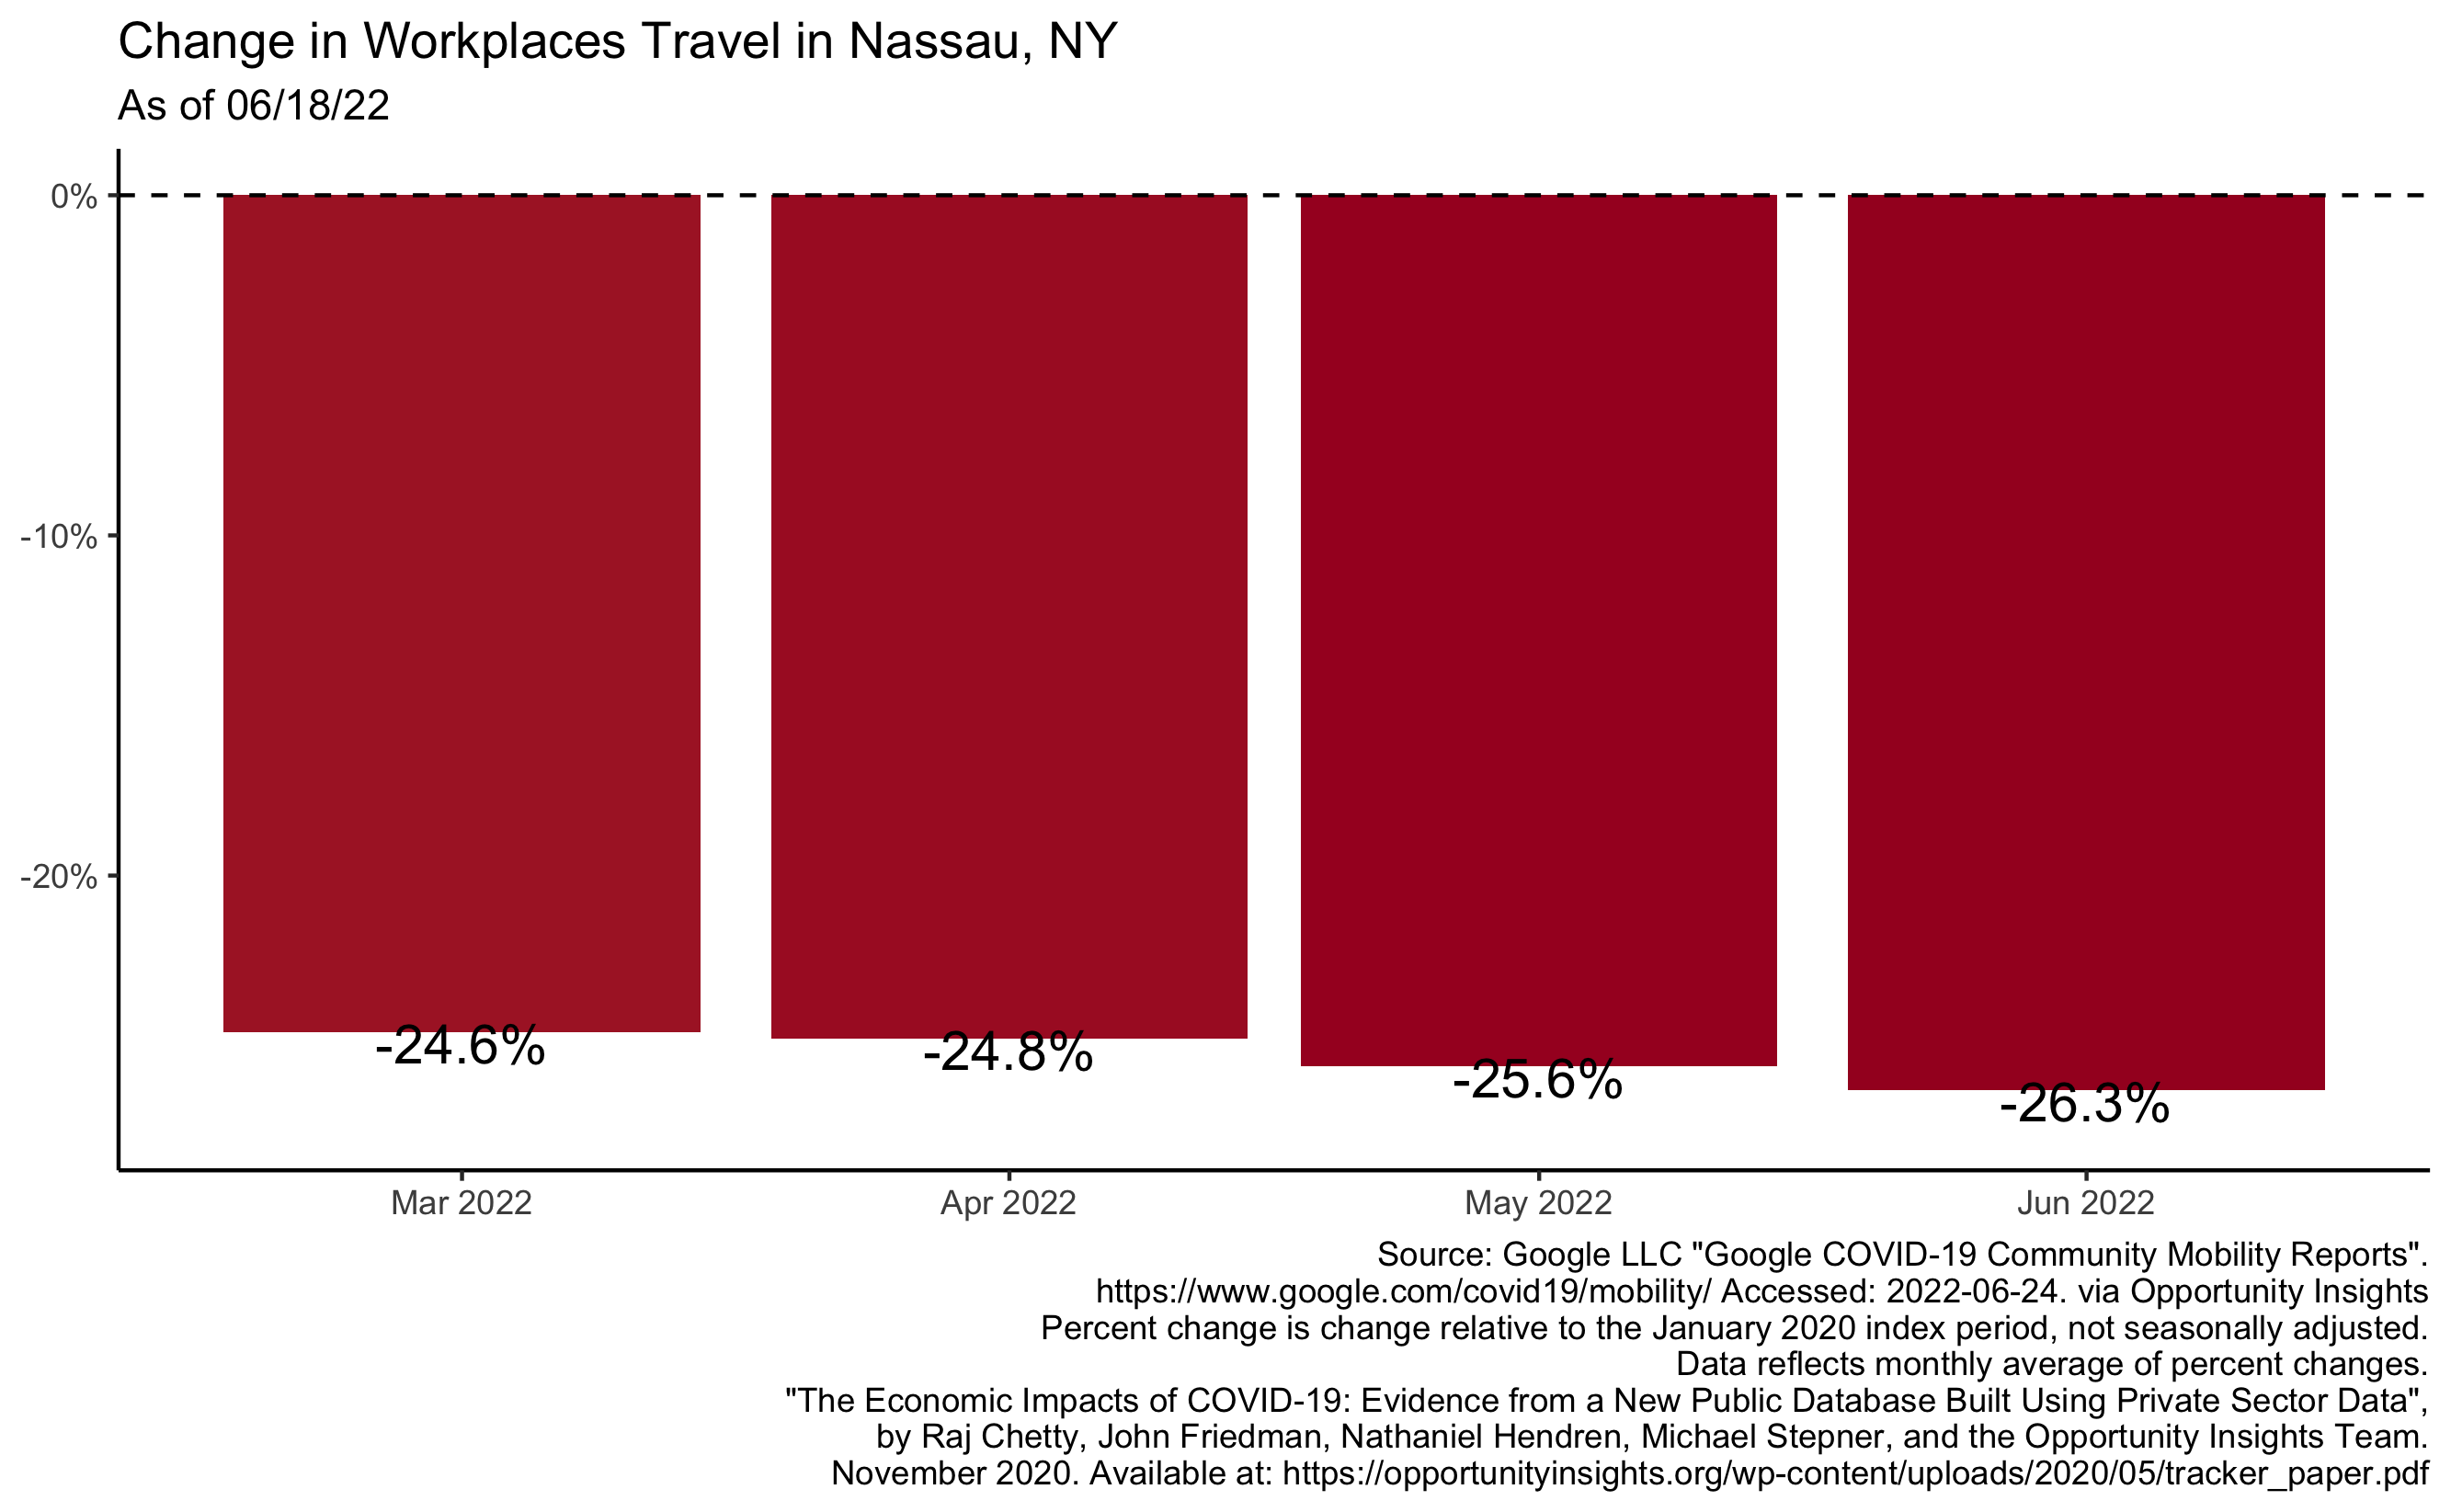 Change in Workplaces Travel in Nassau, NY
As of 06/18/22
0%
-10%
-20%
-24.6%
-24.8%
-25.6%
-26.3%
Mar 2022
Apr 2022
May 2022
Jun 2022
Source: Google LLC "Google COVID-19 Community Mobility Reports".
https://www.google.com/covid19/mobility/ Accessed: 2022-06-24. via Opportunity Insights
Percent change is change relative to the January 2020 index period, not seasonally adjusted.
Data reflects monthly average of percent changes.
"The Economic Impacts of COVID-19: Evidence from a New Public Database Built Using Private Sector Data",
by Raj Chetty, John Friedman, Nathaniel Hendren, Michael Stepner, and the Opportunity Insights Team.
November 2020. Available at: https://opportunityinsights.org/wp-content/uploads/2020/05/tracker_paper.pdf